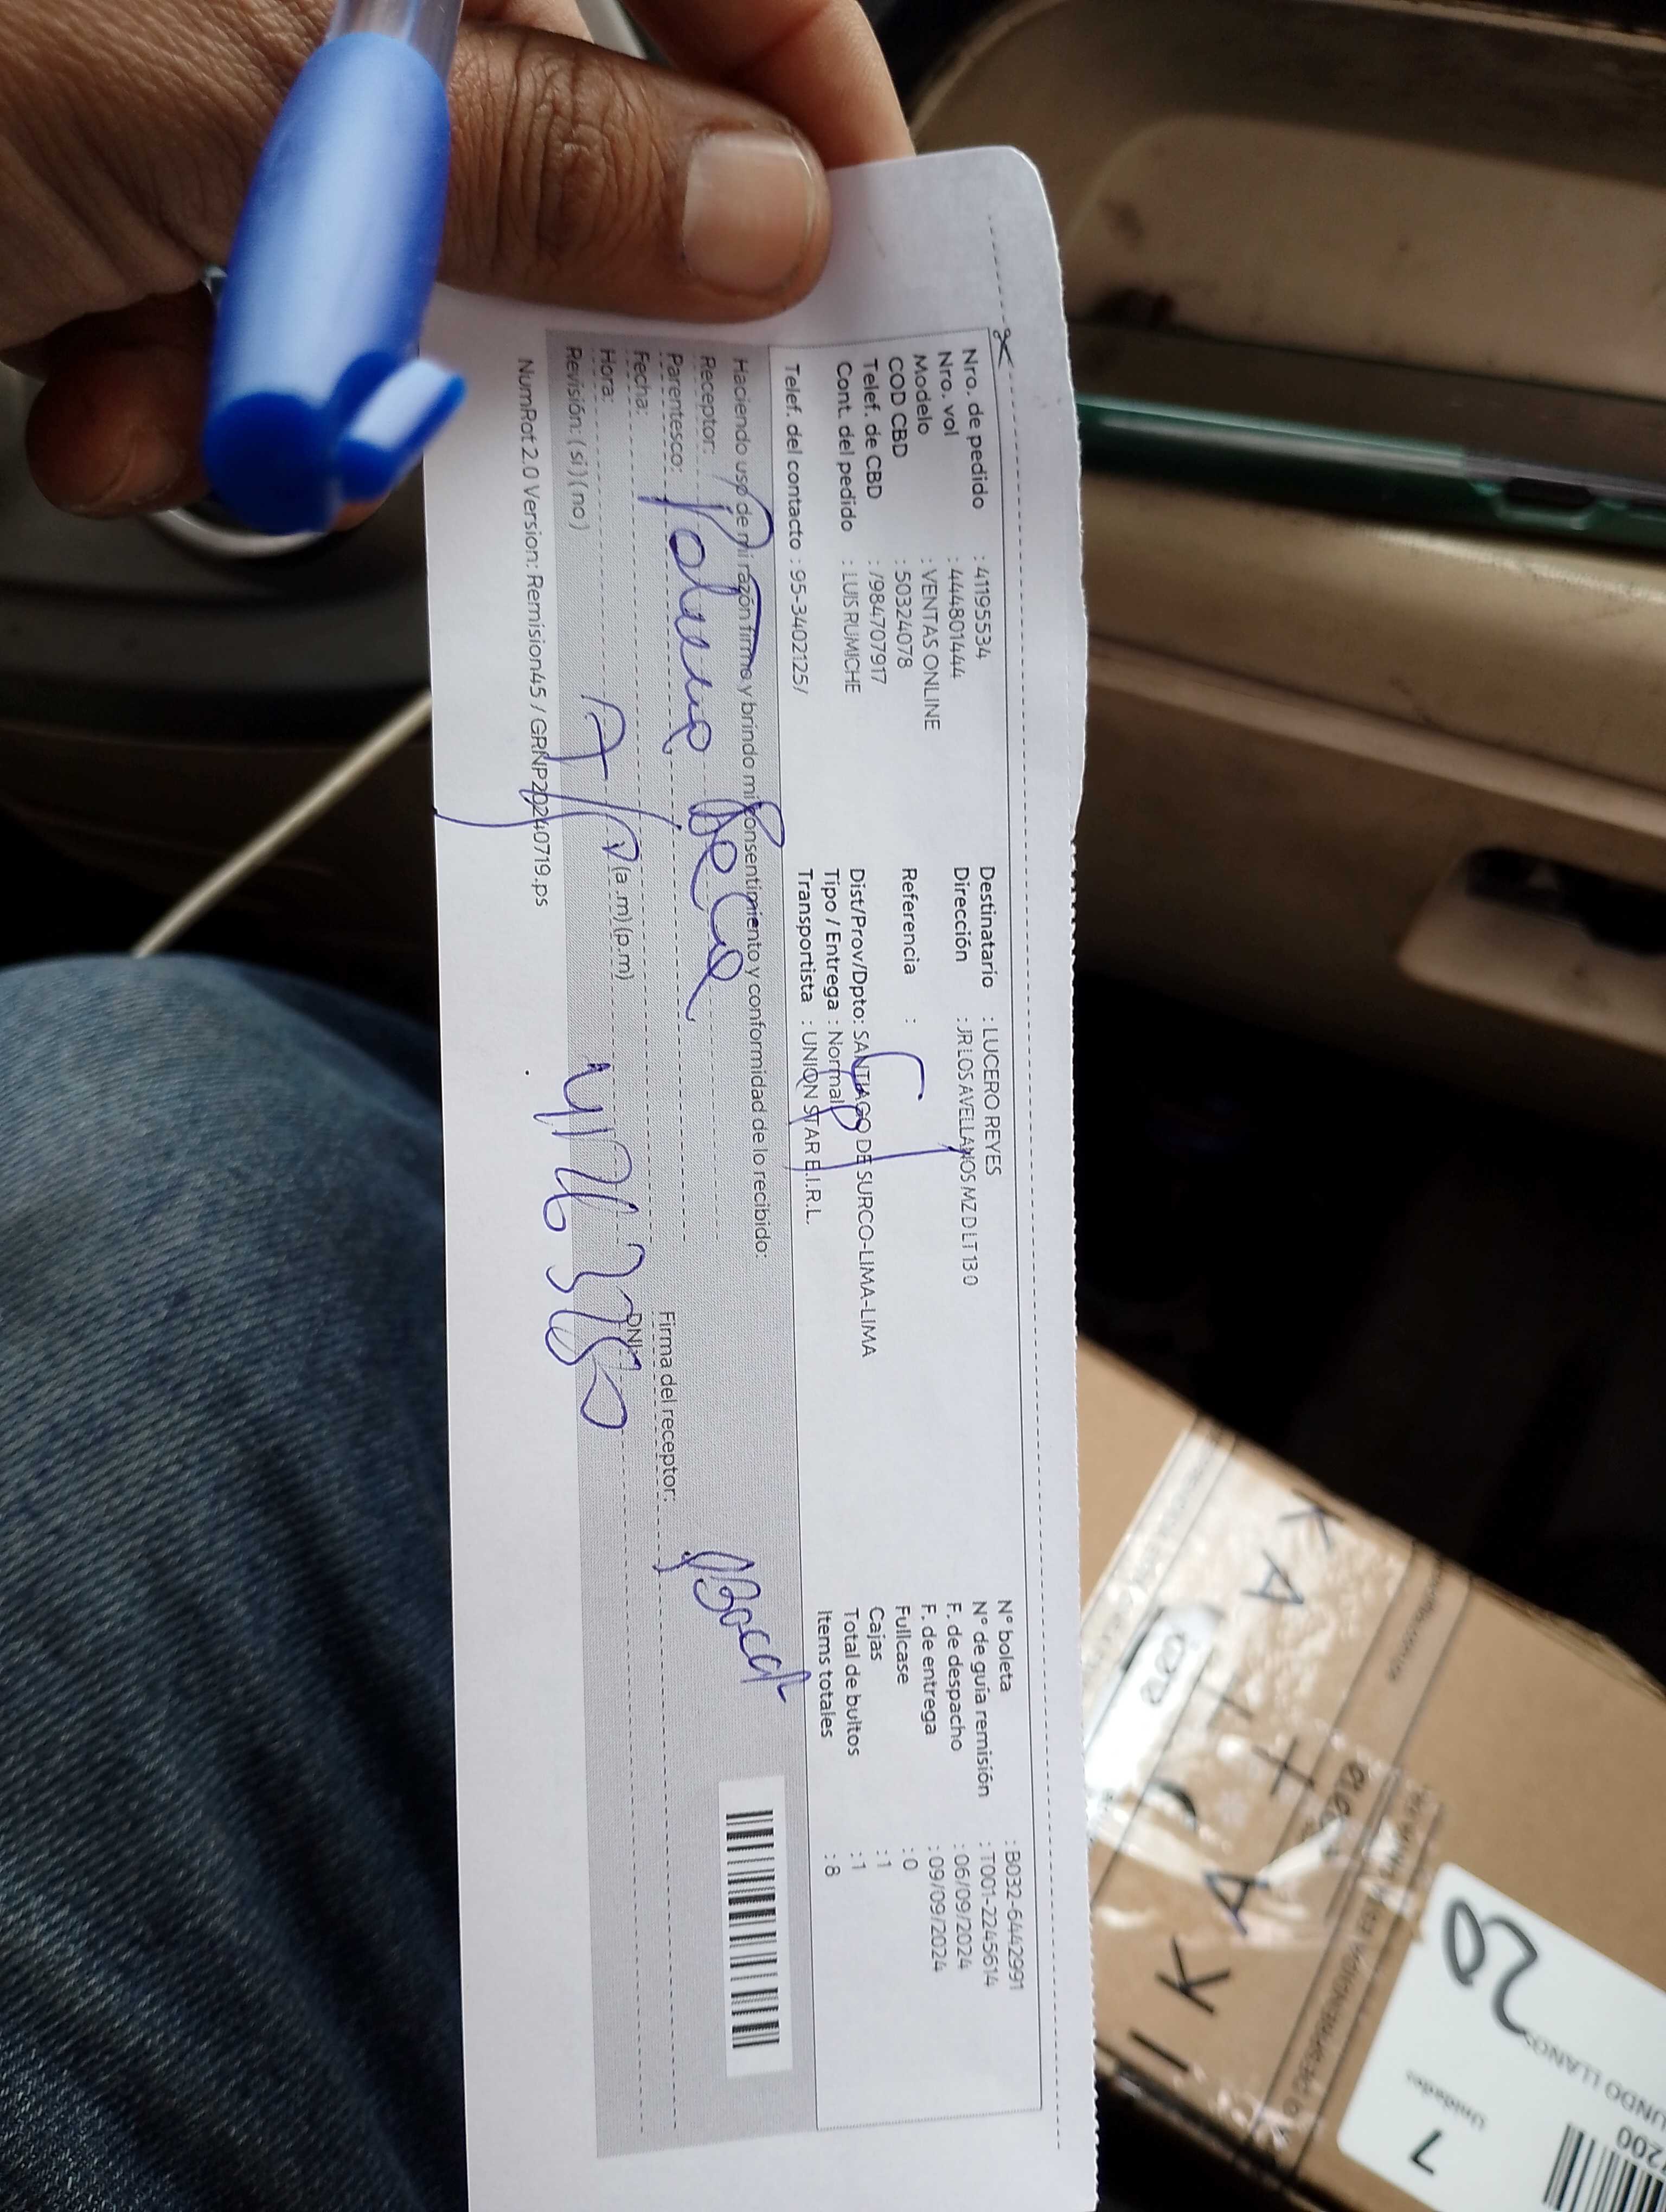 Nro. de pedido : 41195534
Nro. vol : 444801444
Modelo : VENTAS ONLINE
COD CBD : 50324078
Telef. de CBD : /984707917
Cont. del pedido : LUIS RUMICHE
Telef. del contacto : 95-3402125/
Destinatario : LUCERO REYES
Dirección : JR LOS AVELLANOS MZ D LT 13 0
Referencia :
Dist/Prov/Dpto: SANTIAGO DE SURCO-LIMA-LIMA
Tipo / Entrega : Normal
Transportista : UNION STAR E.I.R.L.
N° boleta : B032-6442991
N° de guía remisión : T001-2245614
F. de despacho : 06/09/2024
F. de entrega : 09/09/2024
Fullcase : 0
Cajas : 1
Total de bultos : 1
Items totales : 8
Haciendo uso de mi razón firmo y brindo mi consentimiento y conformidad de lo recibido:
Receptor:
Parentesco:
Fecha:
Hora: (a.m)(p.m)
Revisión: ( si ) ( no )
Firma del receptor:
DNI:
NumRot 2.0 Version: Remision45 / GRNP20240719.ps
20
Unidades
7